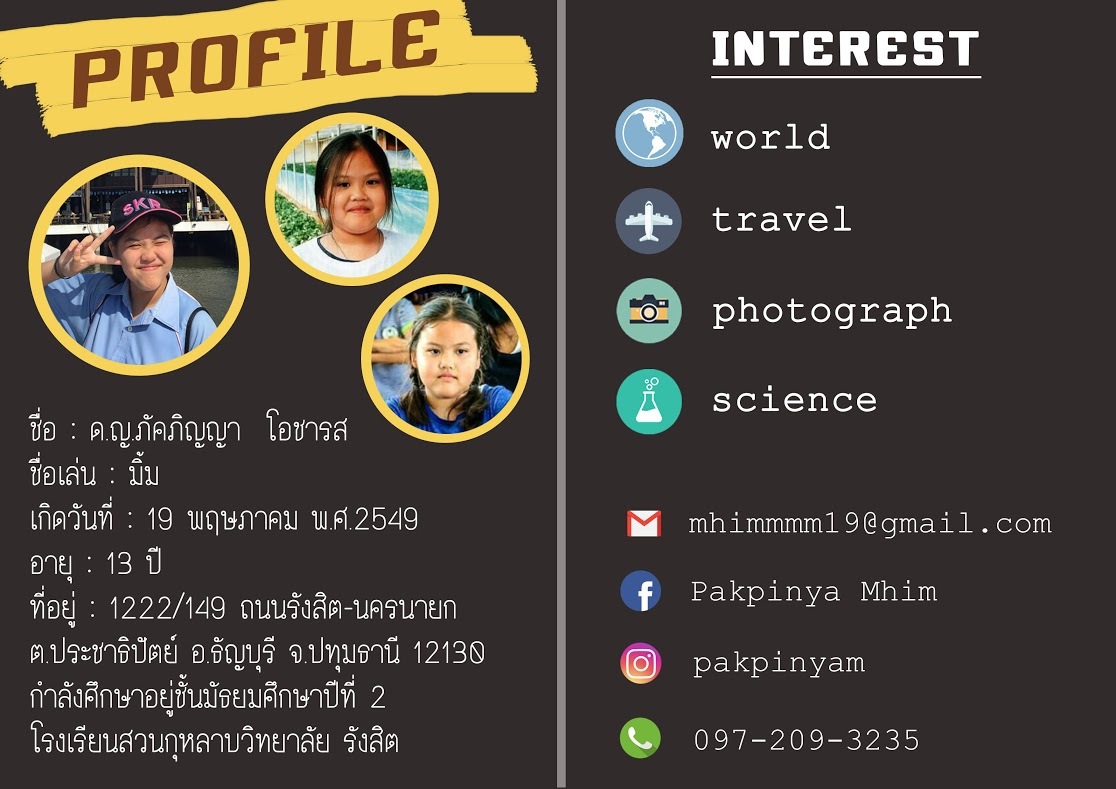 PROFILE
SKR
ชื่อ : ด.ญ.ภัคภิญญา โอชารส
ชื่อเล่น : มิ้ม
เกิดวันที่ : 19 พฤษภาคม พ.ศ.2549
อายุ : 13 ปี
ที่อยู่ : 1222/149 ถนนรังสิต-นครนายก
ต.ประชาธิปัตย์ อ.ธัญบุรี จ.ปทุมธานี 12130
กำลังศึกษาอยู่ชั้นมัธยมศึกษาปีที่ 2
โรงเรียนสวนกุหลาบวิทยาลัย รังสิต
INTEREST
world
travel
photograph
science
mhimmmm19@gmail.com
Pakpinya Mhim
pakpinyam
097-209-3235